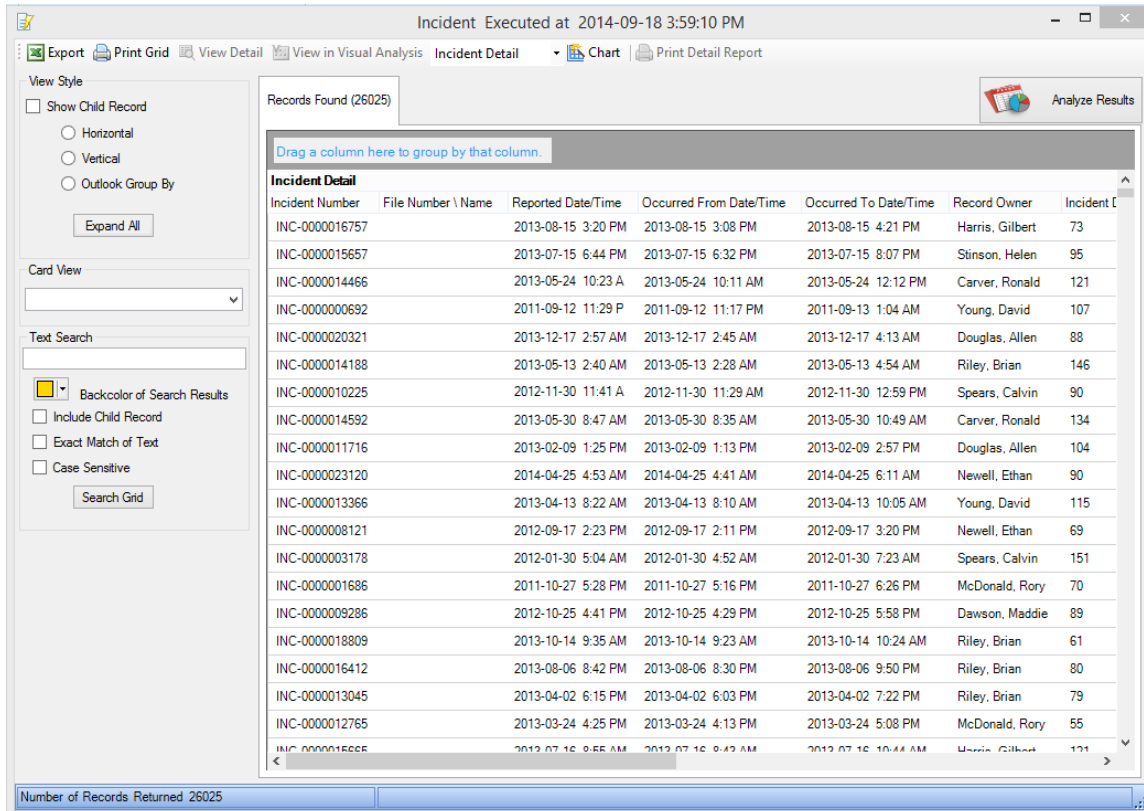 Incident Executed at 2014-09-18 3:59:10 PM
Export Print Grid View Detail View in Visual Analysis Incident Detail Chart Print Detail Report
View Style
Show Child Record
Horizontal
Vertical
Outlook Group By
Expand All
Card View
Text Search
Backcolor of Search Results
Include Child Record
Exact Match of Text
Case Sensitive
Search Grid
Records Found (26025)
Analyze Results
Drag a column here to group by that column.
Incident Detail
Incident Number File Number \ Name Reported Date/Time Occurred From Date/Time Occurred To Date/Time Record Owner Incident D
INC-0000016757 2013-08-15 3:20 PM 2013-08-15 3:08 PM 2013-08-15 4:21 PM Harris, Gilbert 73
INC-0000015657 2013-07-15 6:44 PM 2013-07-15 6:32 PM 2013-07-15 8:07 PM Stinson, Helen 95
INC-0000014466 2013-05-24 10:23 A 2013-05-24 10:11 AM 2013-05-24 12:12 PM Carver, Ronald 121
INC-0000000692 2011-09-12 11:29 P 2011-09-12 11:17 PM 2011-09-13 1:04 AM Young, David 107
INC-0000020321 2013-12-17 2:57 AM 2013-12-17 2:45 AM 2013-12-17 4:13 AM Douglas, Allen 88
INC-0000014188 2013-05-13 2:40 AM 2013-05-13 2:28 AM 2013-05-13 4:54 AM Riley, Brian 146
INC-0000010225 2012-11-30 11:41 A 2012-11-30 11:29 AM 2012-11-30 12:59 PM Spears, Calvin 90
INC-0000014592 2013-05-30 8:47 AM 2013-05-30 8:35 AM 2013-05-30 10:49 AM Carver, Ronald 134
INC-0000011716 2013-02-09 1:25 PM 2013-02-09 1:13 PM 2013-02-09 2:57 PM Douglas, Allen 104
INC-0000023120 2014-04-25 4:53 AM 2014-04-25 4:41 AM 2014-04-25 6:11 AM Newell, Ethan 90
INC-0000013366 2013-04-13 8:22 AM 2013-04-13 8:10 AM 2013-04-13 10:05 AM Young, David 115
INC-0000008121 2012-09-17 2:23 PM 2012-09-17 2:11 PM 2012-09-17 3:20 PM Newell, Ethan 69
INC-0000003178 2012-01-30 5:04 AM 2012-01-30 4:52 AM 2012-01-30 7:23 AM Spears, Calvin 151
INC-0000001686 2011-10-27 5:28 PM 2011-10-27 5:16 PM 2011-10-27 6:26 PM McDonald, Rory 70
INC-0000009286 2012-10-25 4:41 PM 2012-10-25 4:29 PM 2012-10-25 5:58 PM Dawson, Maddie 89
INC-0000018809 2013-10-14 9:35 AM 2013-10-14 9:23 AM 2013-10-14 10:24 AM Riley, Brian 61
INC-0000016412 2013-08-06 8:42 PM 2013-08-06 8:30 PM 2013-08-06 9:50 PM Riley, Brian 80
INC-0000013045 2013-04-02 6:15 PM 2013-04-02 6:03 PM 2013-04-02 7:22 PM Riley, Brian 79
INC-0000012765 2013-03-24 4:25 PM 2013-03-24 4:13 PM 2013-03-24 5:08 PM McDonald, Rory 55
INC-0000015665 2013-07-16 8:55 AM 2013-07-16 8:43 AM 2013-07-16 10:44 AM Harris, Gilbert 121
Number of Records Returned 26025